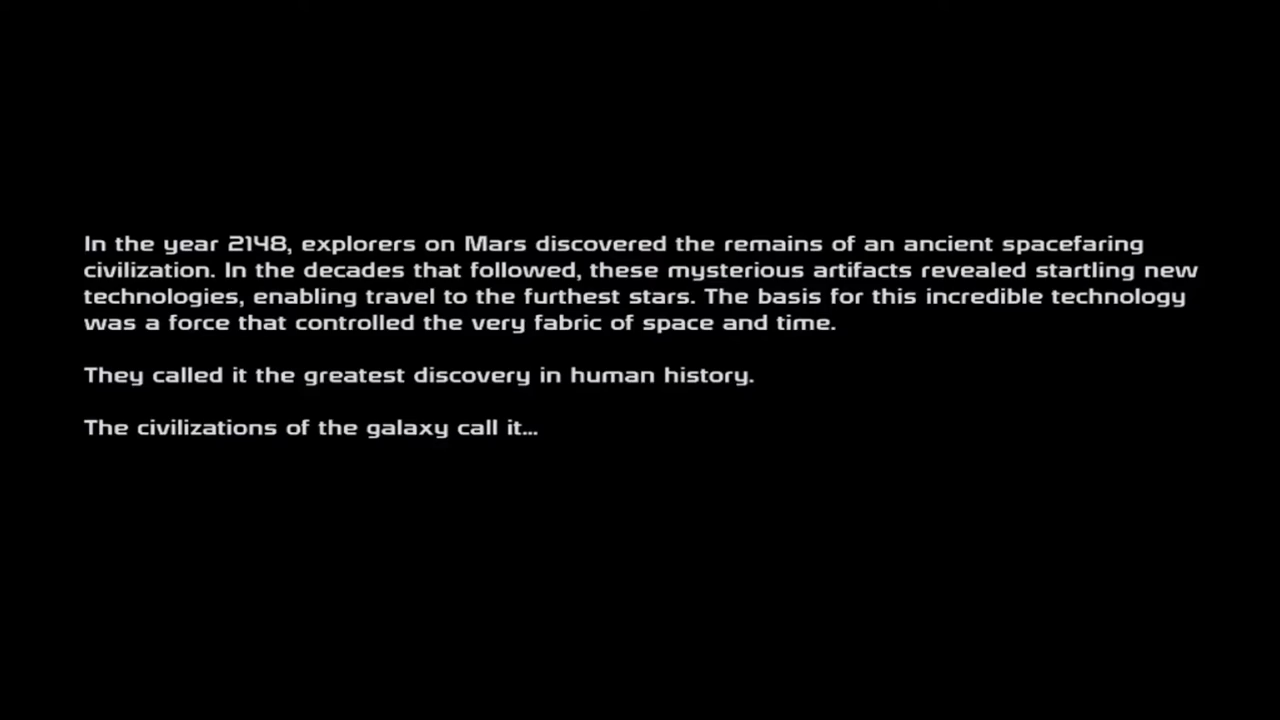 In the year 2148, explorers on Mars discovered the remains of an ancient spacefaring
civilization. In the decades that followed, these mysterious artifacts revealed startling new
technologies, enabling travel to the furthest stars. The basis for this incredible technology
was a force that controlled the very fabric of space and time.
They called it the greatest discovery in human history.
The civilizations of the galaxy call it...